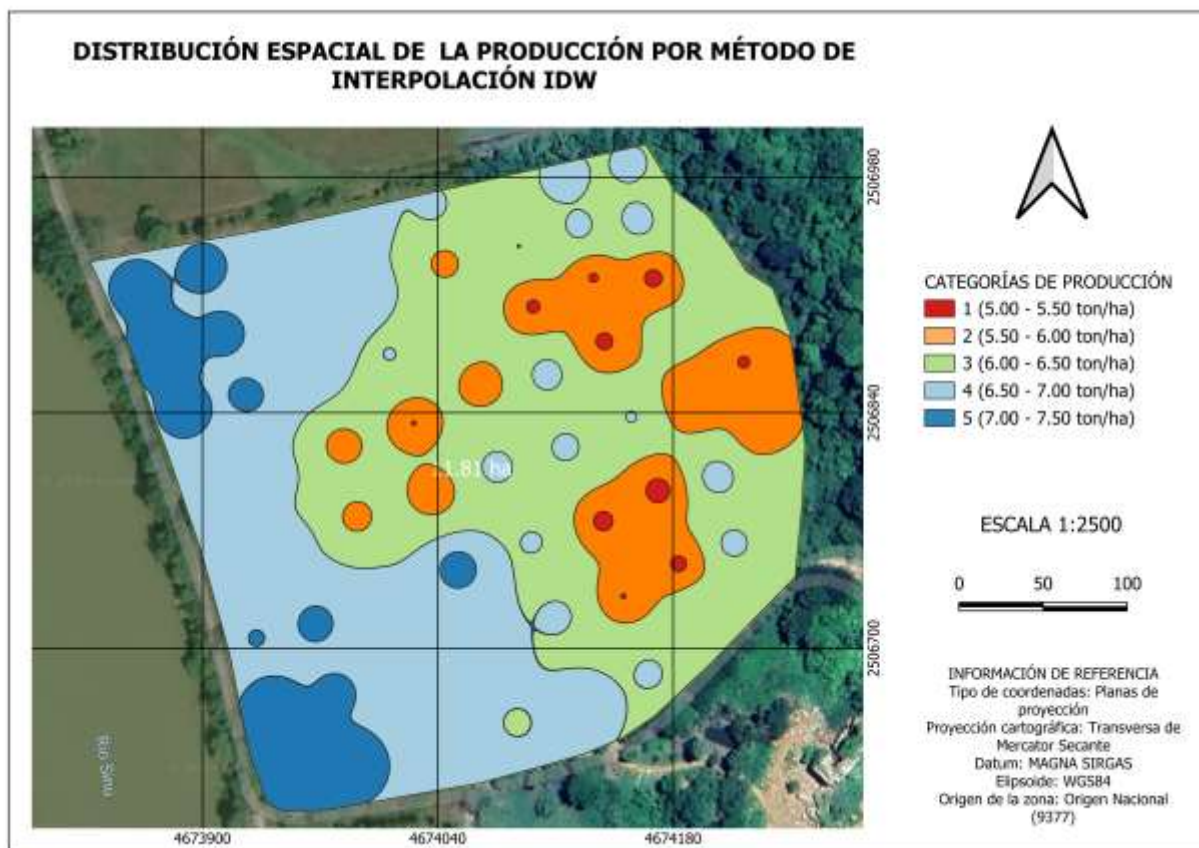 DISTRIBUCIÓN ESPACIAL DE LA PRODUCCIÓN POR MÉTODO DE
INTERPOLACIÓN IDW
2506980
2506840
2506700
4673900
4674040
4674180
1.81 ha
CATEGORÍAS DE PRODUCCIÓN
1 (5.00 - 5.50 ton/ha)
2 (5.50 - 6.00 ton/ha)
3 (6.00 - 6.50 ton/ha)
4 (6.50 - 7.00 ton/ha)
5 (7.00 - 7.50 ton/ha)
ESCALA 1:2500
0 50 100
INFORMACIÓN DE REFERENCIA
Tipo de coordenadas: Planas de
proyección
Proyección cartográfica: Transversa de
Mercator Secante
Datum: MAGNA SIRGAS
Elipsoide: WGS84
Origen de la zona: Origen Nacional
(9377)